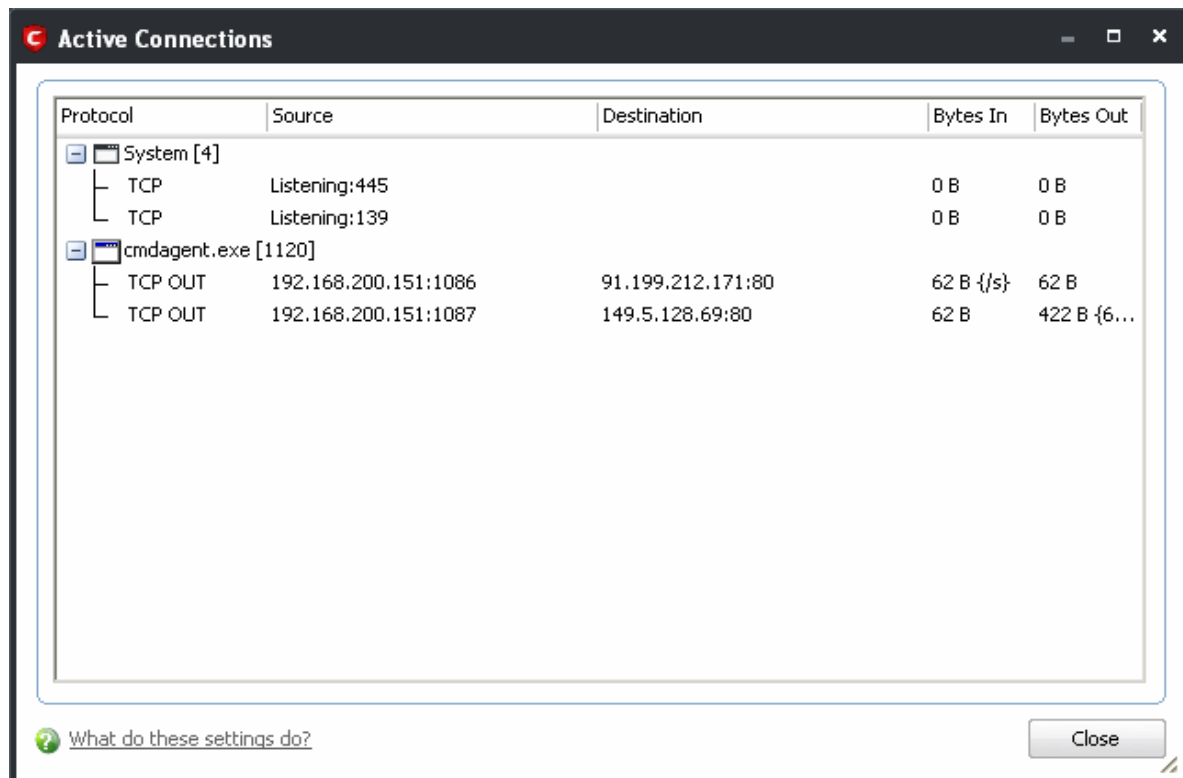 Active Connections
Protocol Source Destination Bytes In Bytes Out
System [4]
TCP Listening:445 0 B 0 B
TCP Listening:139 0 B 0 B
cmdagent.exe [1120]
TCP OUT 192.168.200.151:1086 91.199.212.171:80 62 B {/s} 62 B
TCP OUT 192.168.200.151:1087 149.5.128.69:80 62 B 422 B {6...
What do these settings do? Close